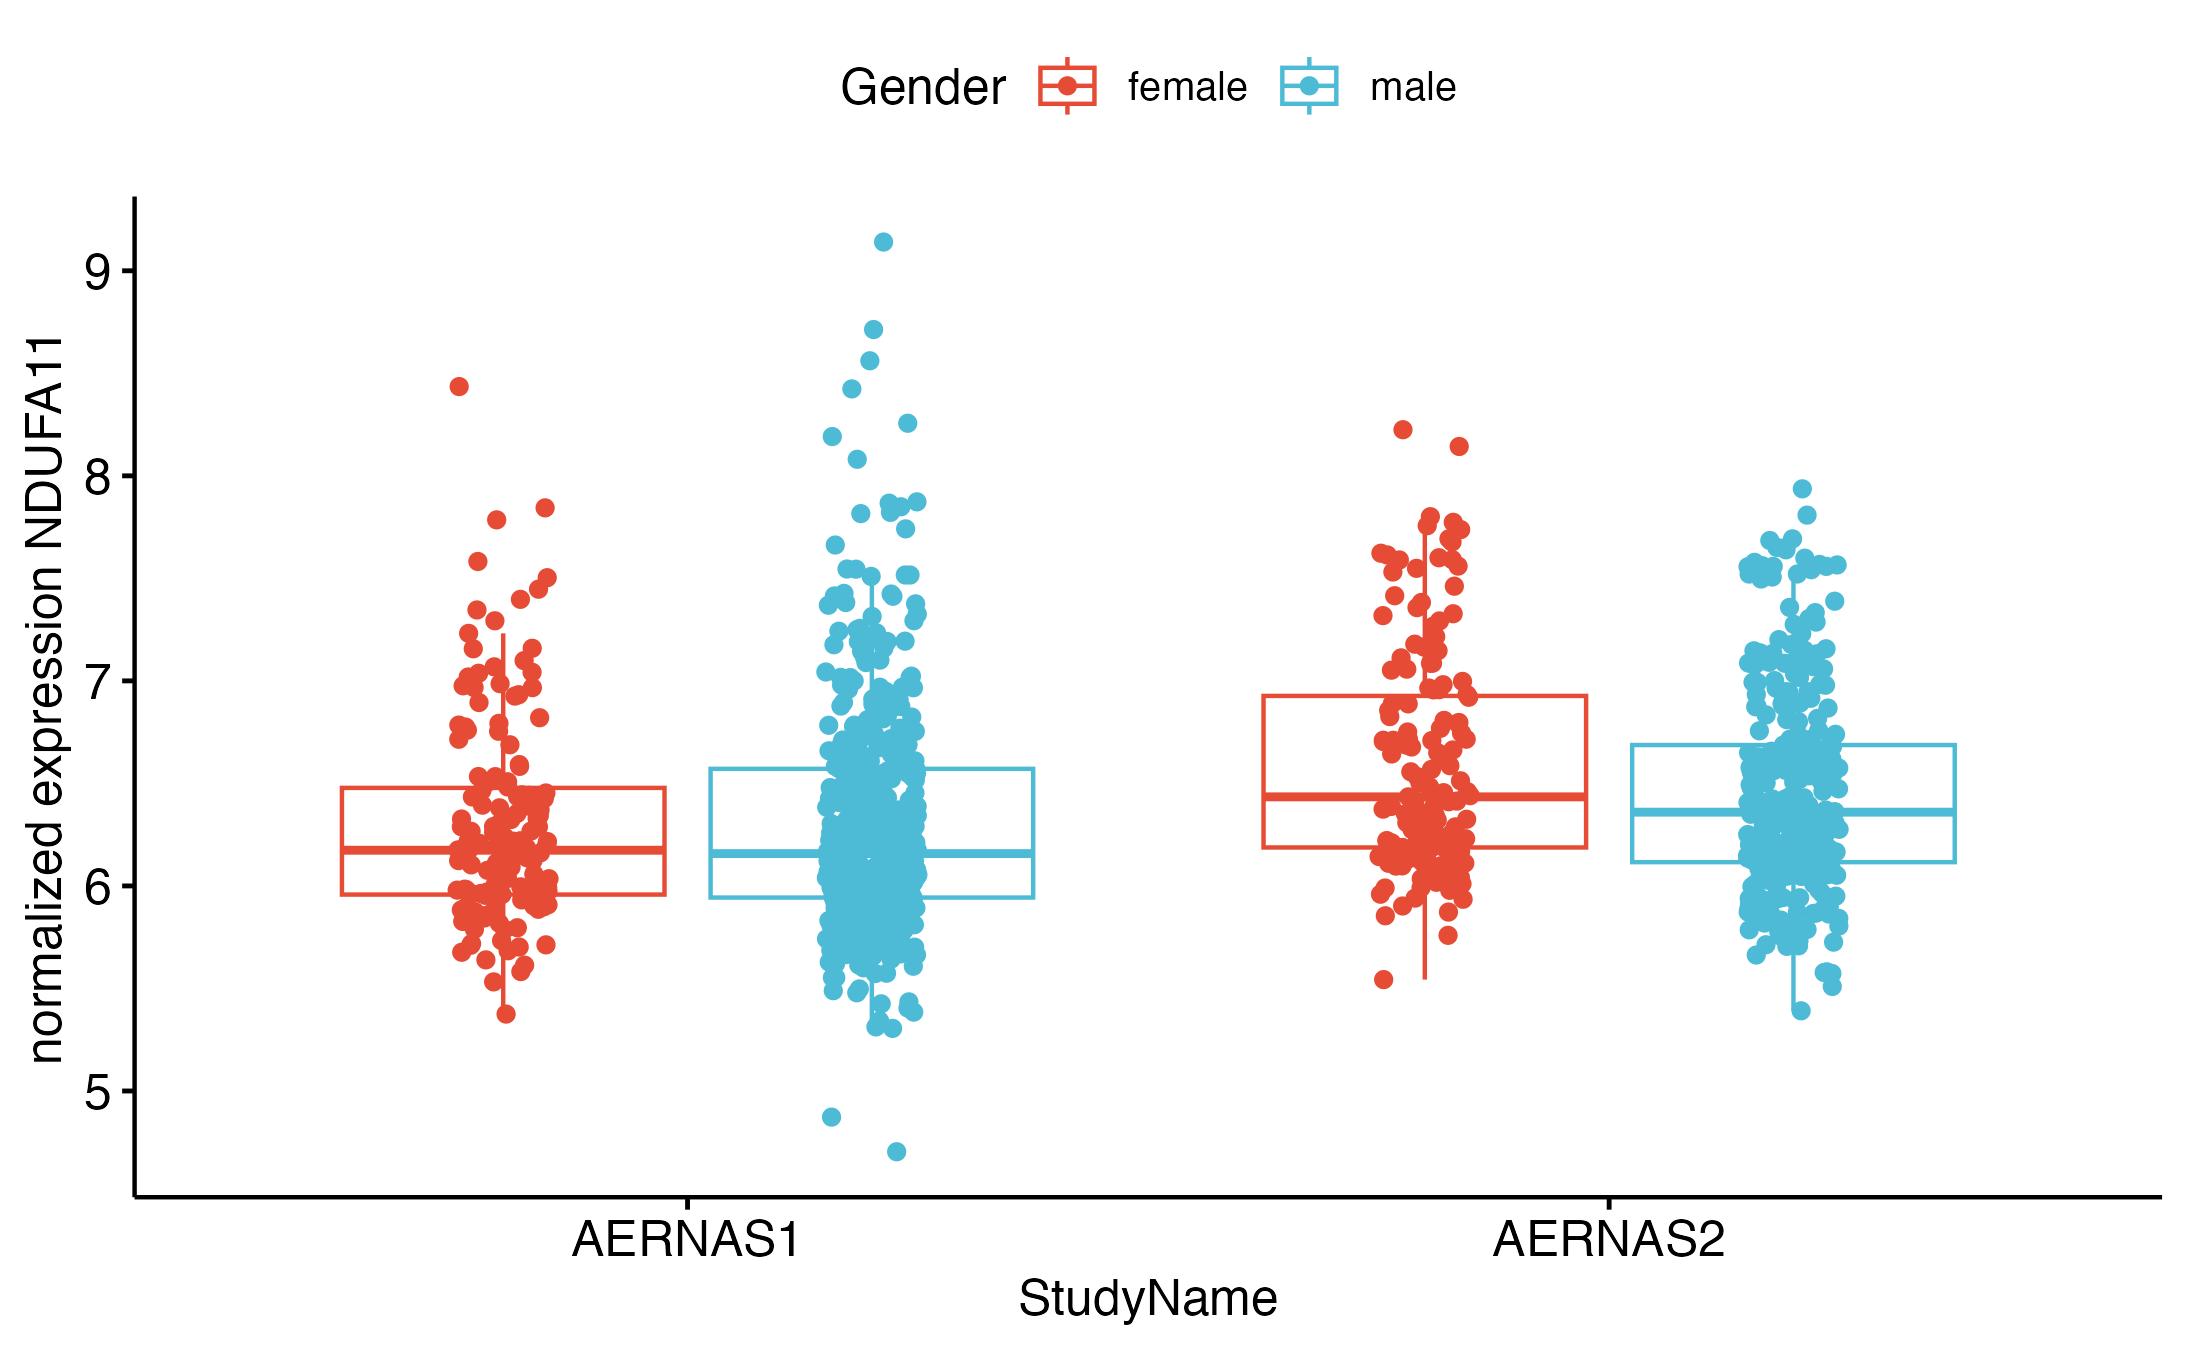 Gender female male
normalized expression NDUFA11
9
8
7
6
5
AERNAS1 AERNAS2
StudyName